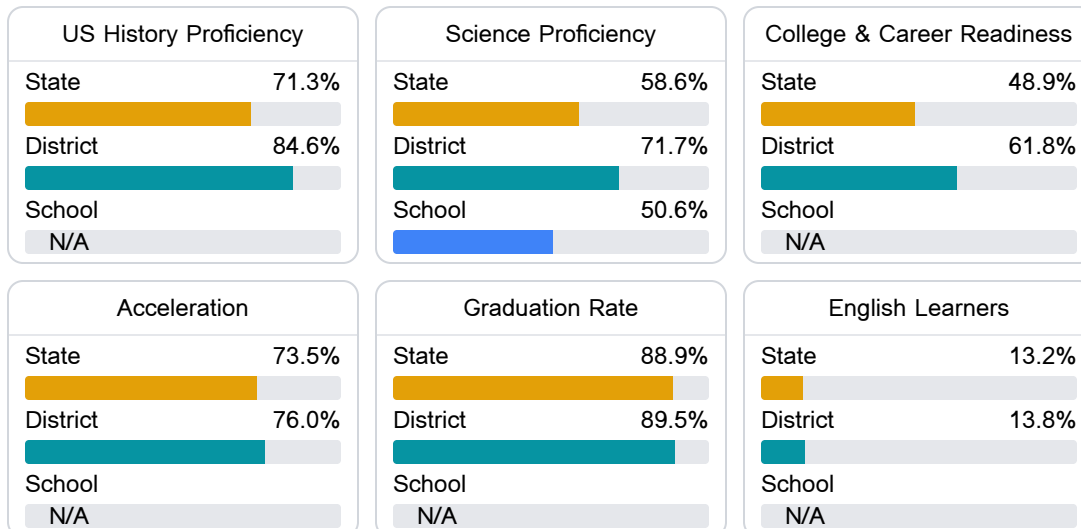 US History Proficiency
State 71.3%
District 84.6%
School
N/A
Science Proficiency
State 58.6%
District 71.7%
School 50.6%
College & Career Readiness
State 48.9%
District 61.8%
School
N/A
Acceleration
State 73.5%
District 76.0%
School
N/A
Graduation Rate
State 88.9%
District 89.5%
School
N/A
English Learners
State 13.2%
District 13.8%
School
N/A